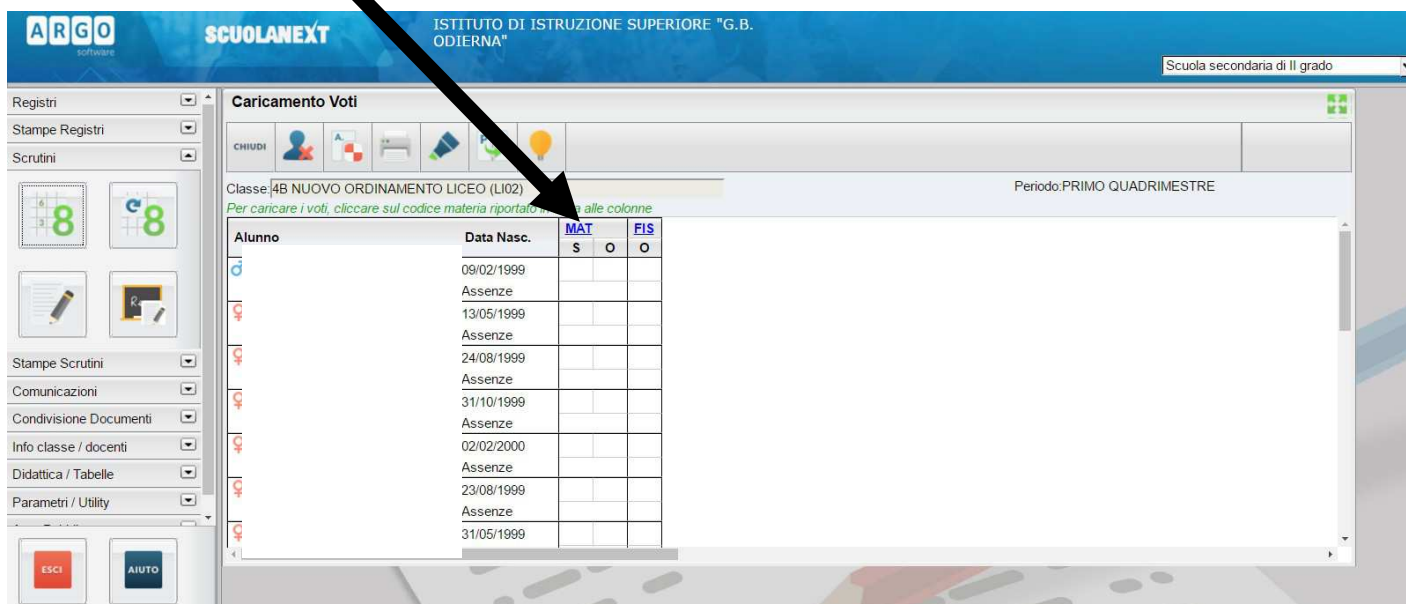 ARGO
software
SCUOLANEXT
ISTITUTO DI ISTRUZIONE SUPERIORE "G.B.
ODIERNA"
Scuola secondaria di II grado
Registri
Stampe Registri
Scrutini
Stampe Scrutini
Comunicazioni
Condivisione Documenti
Info classe / docenti
Didattica / Tabelle
Parametri / Utility
ESCI
AIUTO
Caricamento Voti
CHIUDI
Classe: 4B NUOVO ORDINAMENTO LICEO (LI02)
Periodo:PRIMO QUADRIMESTRE
Per caricare i voti, cliccare sul codice materia riportato alle colonne
Alunno Data Nasc. MAT FIS
S O O
09/02/1999
Assenze
13/05/1999
Assenze
24/08/1999
Assenze
31/10/1999
Assenze
02/02/2000
Assenze
23/08/1999
Assenze
31/05/1999